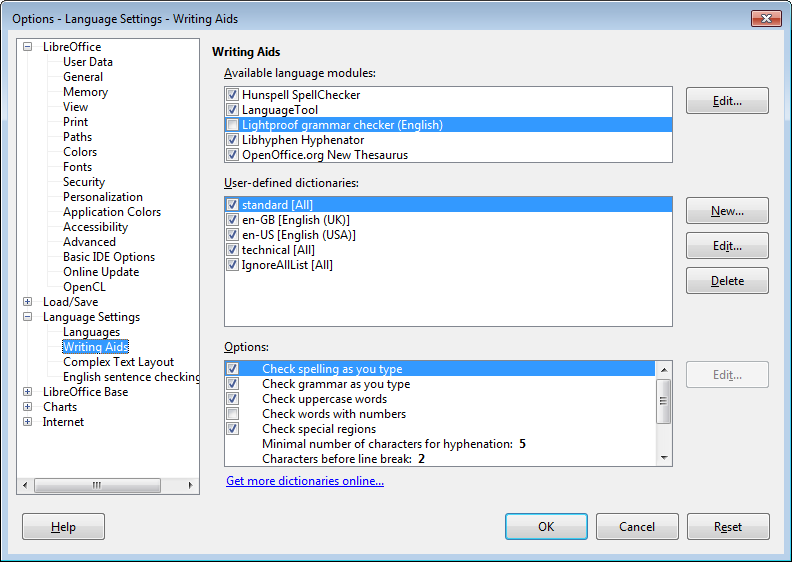 Options - Language Settings - Writing Aids
LibreOffice
User Data
General
Memory
View
Print
Paths
Colors
Fonts
Security
Personalization
Application Colors
Accessibility
Advanced
Basic IDE Options
Online Update
OpenCL
Load/Save
Language Settings
Languages
Writing Aids
Complex Text Layout
English sentence checking
LibreOffice Base
Charts
Internet
Writing Aids
Available language modules:
Hunspell SpellChecker
LanguageTool
Lightproof grammar checker (English)
Libhyphen Hyphenator
OpenOffice.org New Thesaurus
Edit...
User-defined dictionaries:
standard [All]
en-GB [English (UK)]
en-US [English (USA)]
technical [All]
IgnoreAllList [All]
New...
Edit...
Delete
Options:
Check spelling as you type
Check grammar as you type
Check uppercase words
Check words with numbers
Check special regions
Minimal number of characters for hyphenation: 5
Characters before line break: 2
Edit...
Get more dictionaries online...
Help
OK
Cancel
Reset